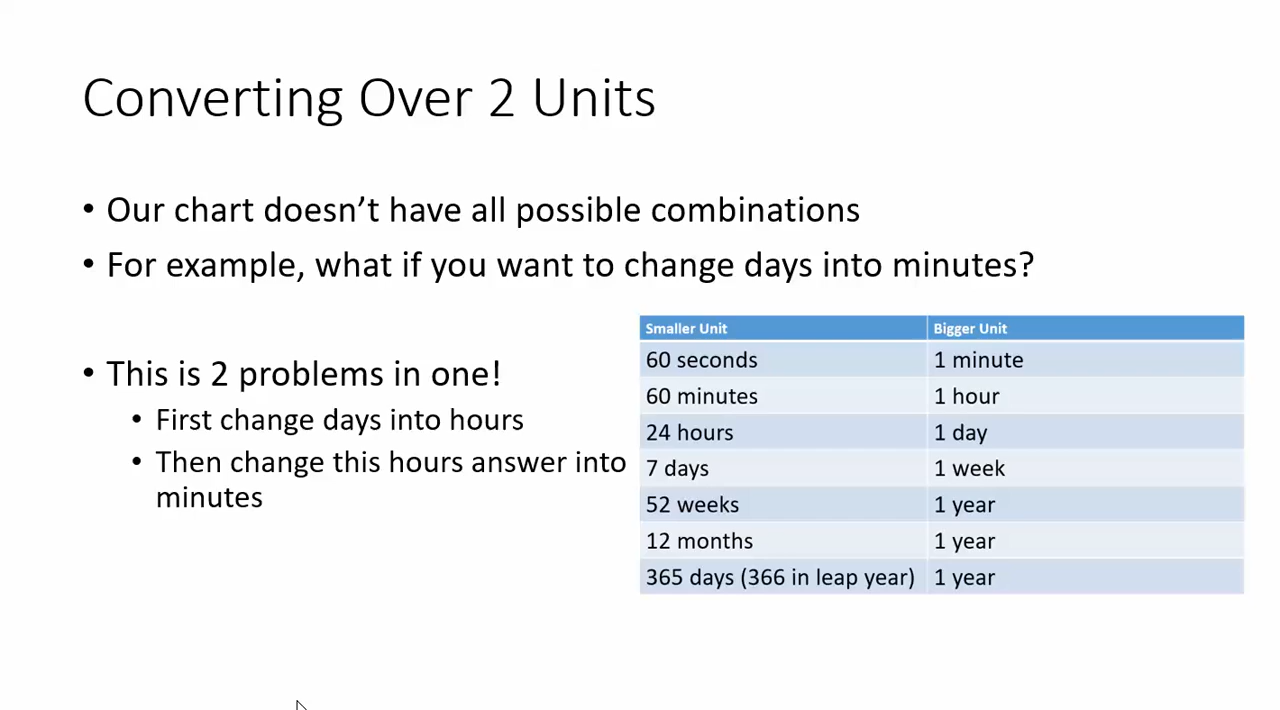 Converting Over 2 Units
• Our chart doesn’t have all possible combinations
• For example, what if you want to change days into minutes?
• This is 2 problems in one!
• First change days into hours
• Then change this hours answer into
minutes
Smaller Unit Bigger Unit
60 seconds 1 minute
60 minutes 1 hour
24 hours 1 day
7 days 1 week
52 weeks 1 year
12 months 1 year
365 days (366 in leap year) 1 year